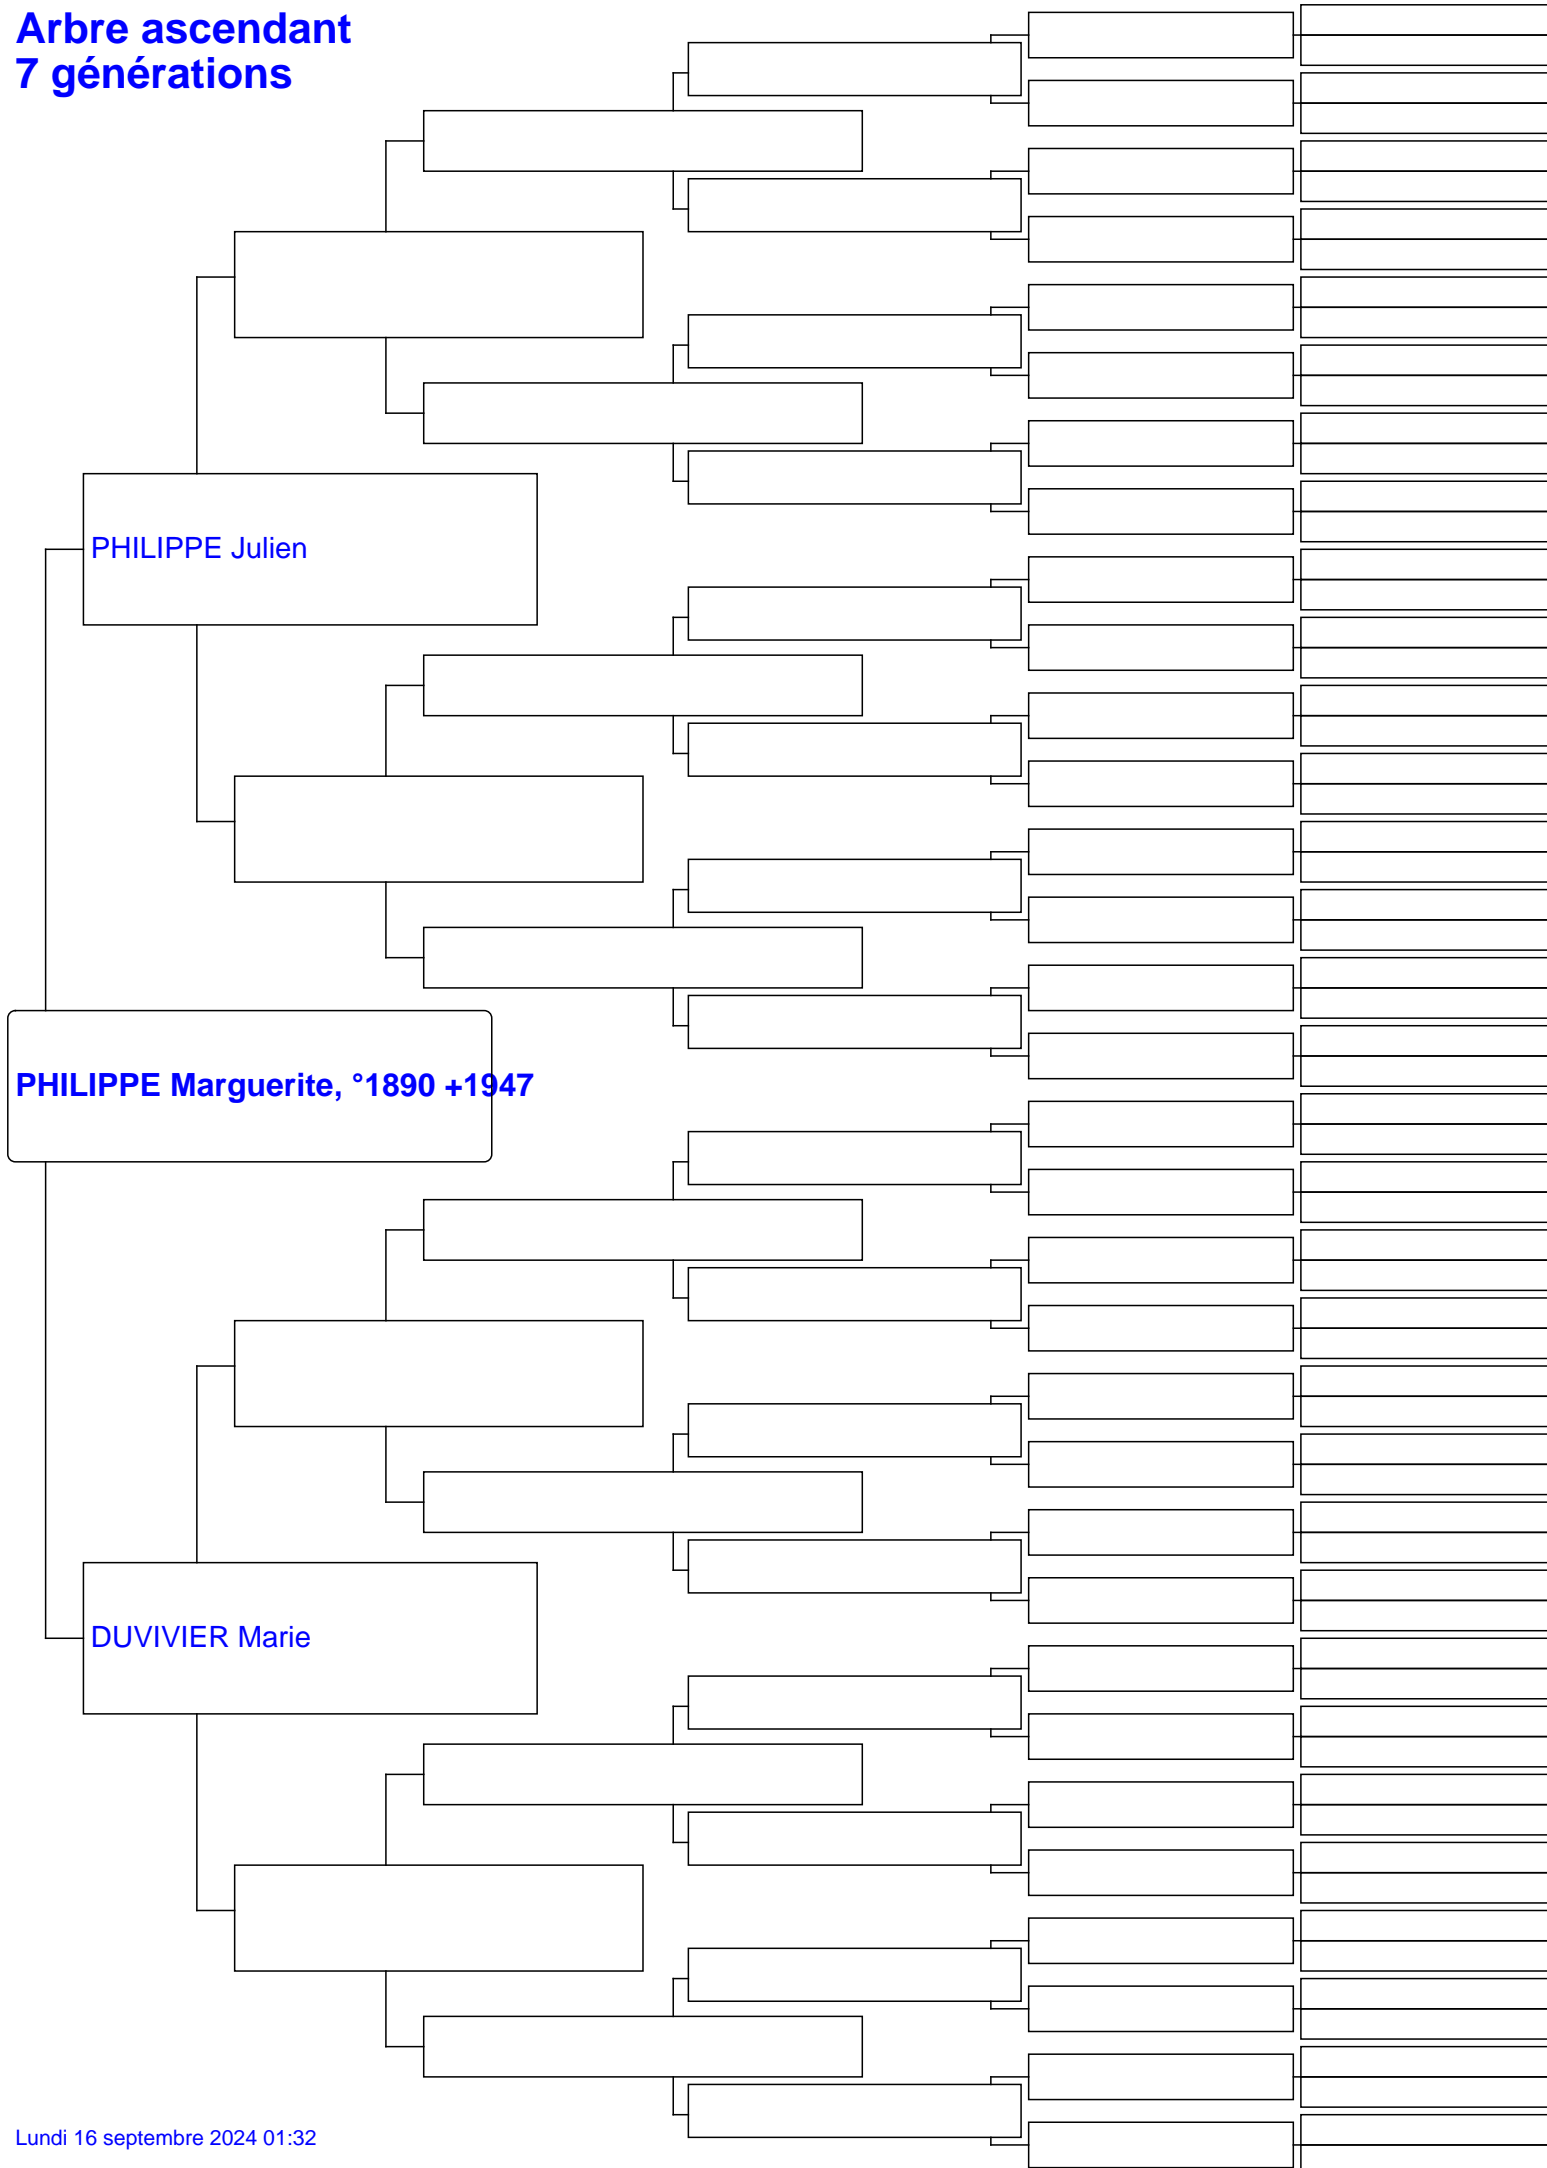 Arbre ascendant
7 générations
PHILIPPE Julien
PHILIPPE Marguerite, °1890 +1947
DUVIVIER Marie
Lundi 16 septembre 2024 01:32